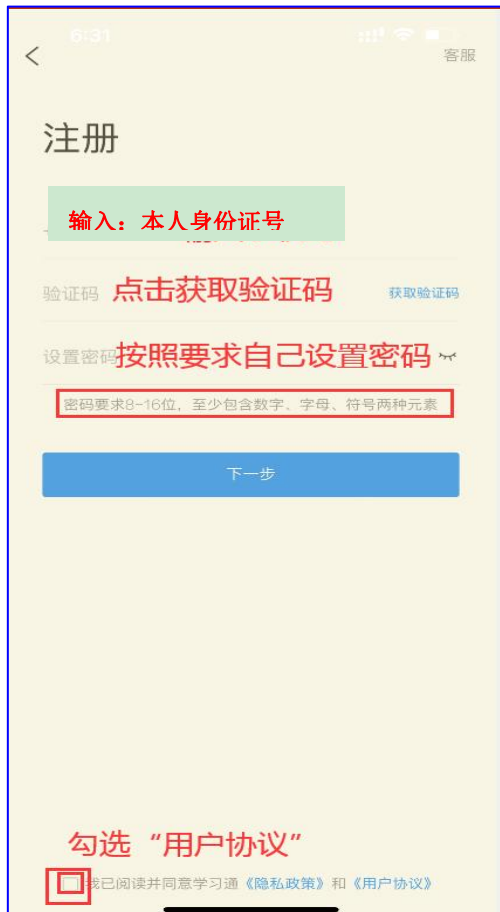 6:31
客服
注册
输入：本人身份证号
验证码 点击获取验证码 获取验证码
设置密码 按照要求自己设置密码
密码要求8-16位，至少包含数字、字母、符号两种元素
下一步
勾选“用户协议”
我已阅读并同意学习通《隐私政策》和《用户协议》